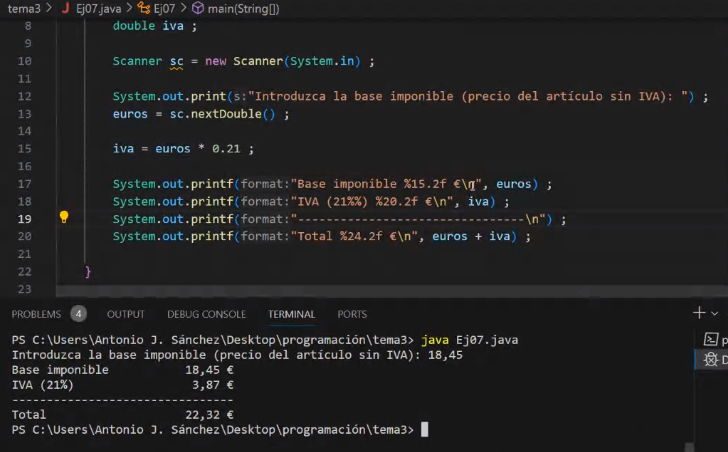 tema3 > J Ej07.java > Ej07 > main(String[])
8 double iva ;
9
10 Scanner sc = new Scanner(System.in) ;
11
12 System.out.print(s:"Introduzca la base imponible (precio del artículo sin IVA): ") ;
13 euros = sc.nextDouble() ;
14
15 iva = euros * 0.21 ;
16
17 System.out.printf(format:"Base imponible %15.2f €\n", euros) ;
18 System.out.printf(format:"IVA (21%%) %20.2f €\n", iva) ;
19 System.out.printf(format:"--------------------------------\n") ;
20 System.out.printf(format:"Total %24.2f €\n", euros + iva) ;
21
22 }
23
PROBLEMS 4 OUTPUT DEBUG CONSOLE TERMINAL PORTS
PS C:\Users\Antonio J. Sánchez\Desktop\programación\tema3> java Ej07.java
Introduzca la base imponible (precio del artículo sin IVA): 18,45
Base imponible 18,45 €
IVA (21%) 3,87 €
--------------------------------
Total 22,32 €
PS C:\Users\Antonio J. Sánchez\Desktop\programación\tema3>
p
D